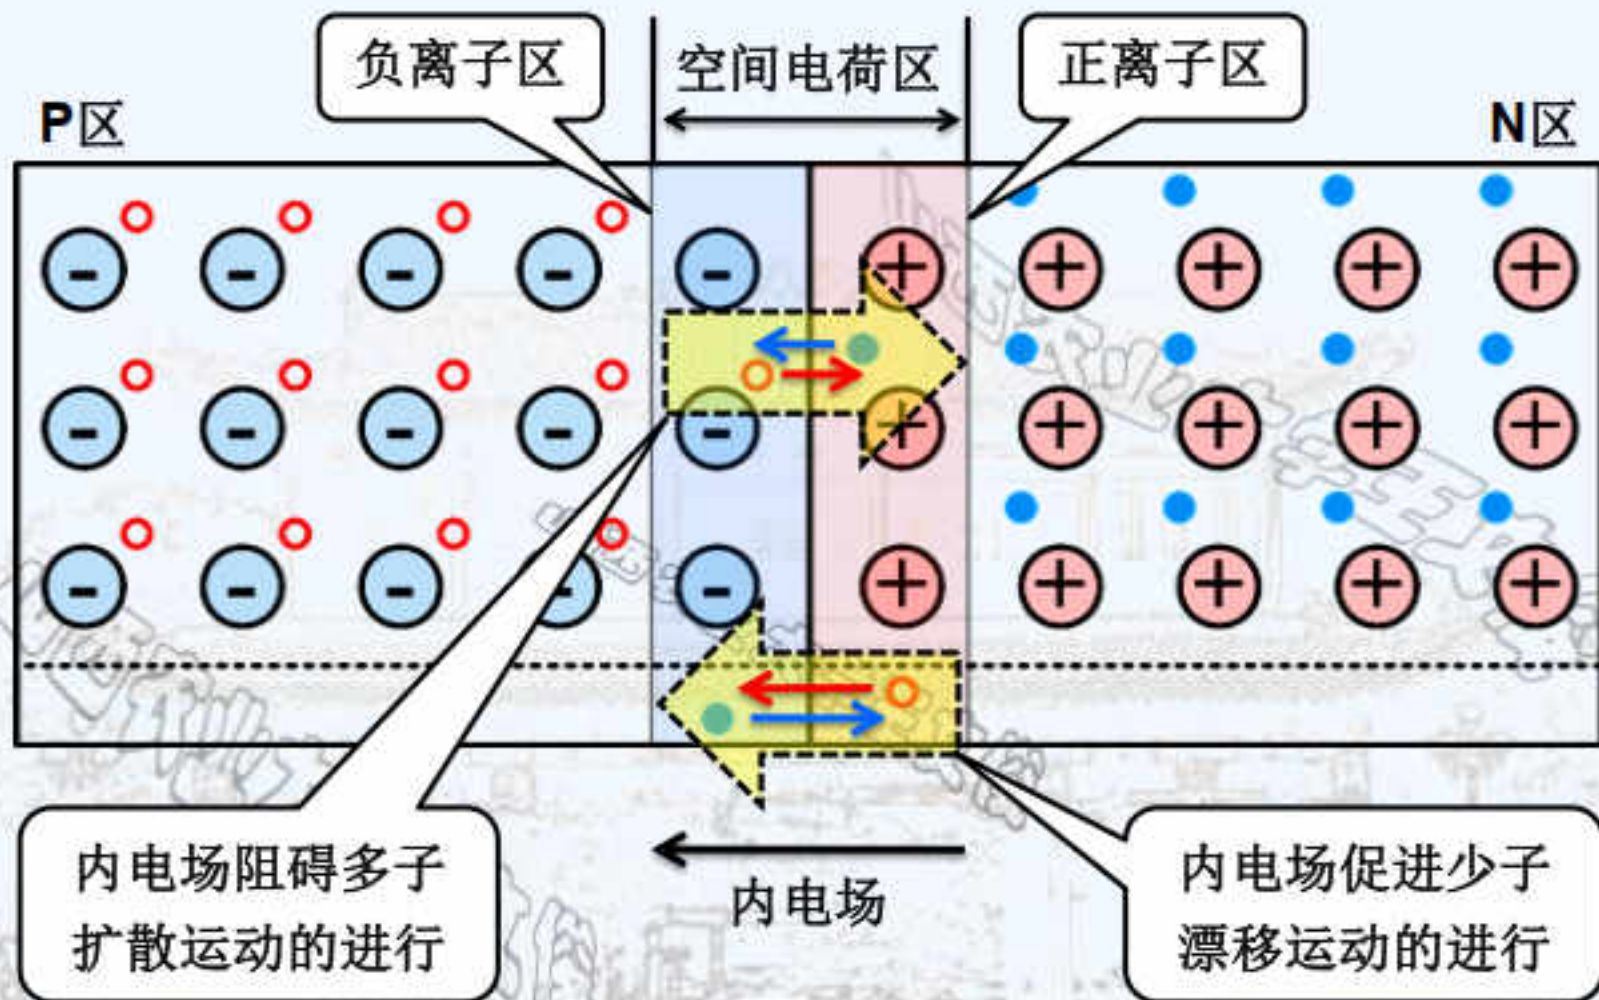 负离子区
空间电荷区
正离子区
P区
N区
内电场阻碍多子
扩散运动的进行
内电场
内电场促进少子
漂移运动的进行